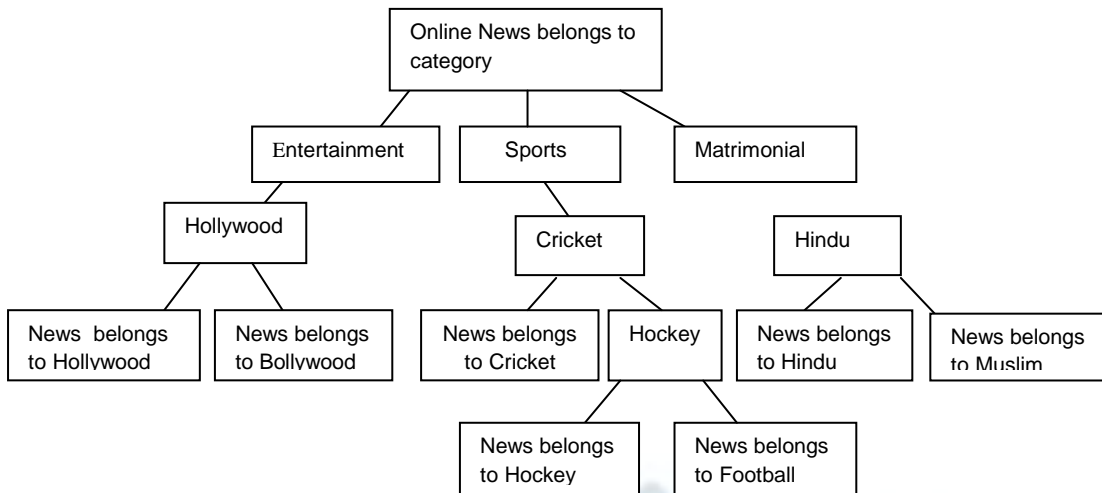 Online News belongs to
category
Entertainment
Sports
Matrimonial
Hollywood
Cricket
Hindu
News belongs
to Hollywood
News belongs
to Bollywood
News belongs
to Cricket
Hockey
News belongs
to Hindu
News belongs
to Muslim
News belongs
to Hockey
News belongs
to Football